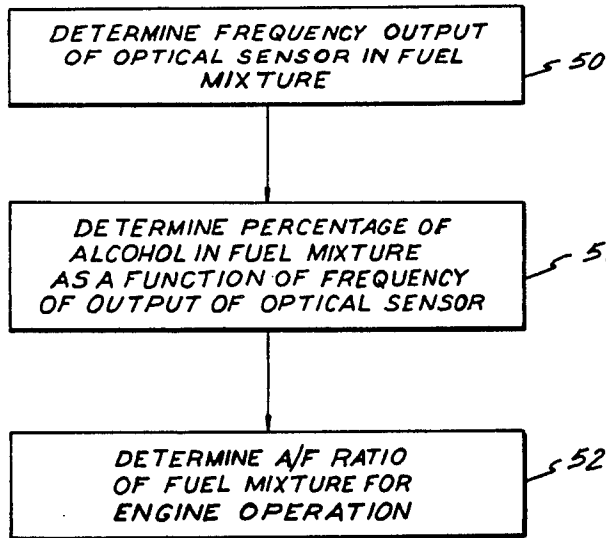 DETERMINE FREQUENCY OUTPUT
OF OPTICAL SENSOR IN FUEL
MIXTURE
50
DETERMINE PERCENTAGE OF
ALCOHOL IN FUEL MIXTURE
AS A FUNCTION OF FREQUENCY
OF OUTPUT OF OPTICAL SENSOR
DETERMINE A/F RATIO
OF FUEL MIXTURE FOR
ENGINE OPERATION
52